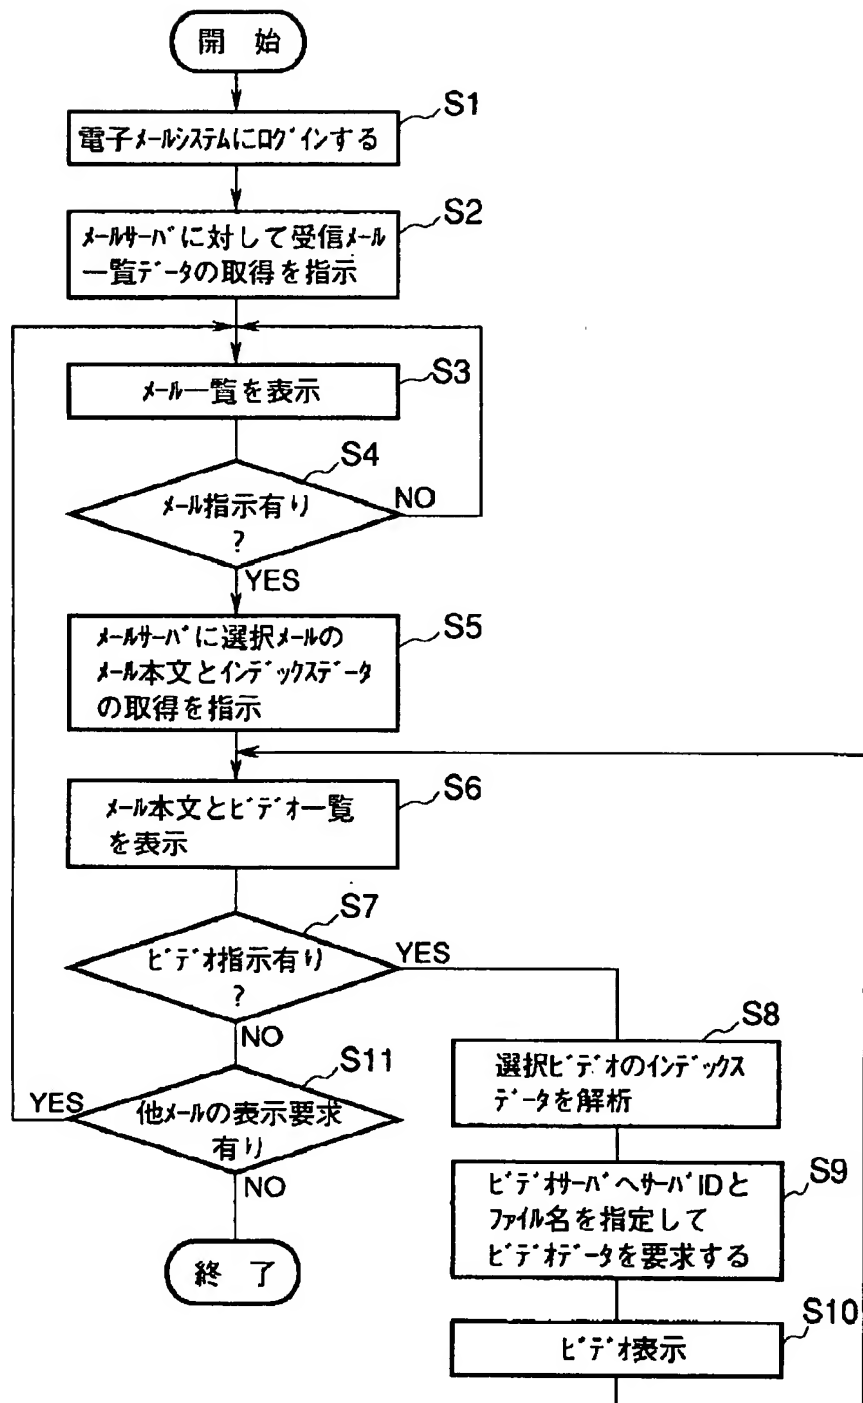 開 始
S1
電子メールシステムにログインする
S2
メールサーバに対して受信メール
一覧データの取得を指示
S3
メール一覧を表示
S4
メール指示有り
?
NO
YES
S5
メールサーバに選択メールの
メール本文とインデックスデータ
の取得を指示
S6
メール本文とビデオ一覧
を表示
S7
ビデオ指示有り
?
YES
NO
S8
選択ビデオのインデックス
データを解析
S11
他メールの表示要求
有り
YES
NO
S9
ビデオサーバへサーバIDと
ファイル名を指定して
ビデオデータを要求する
終 了
S10
ビデオ表示